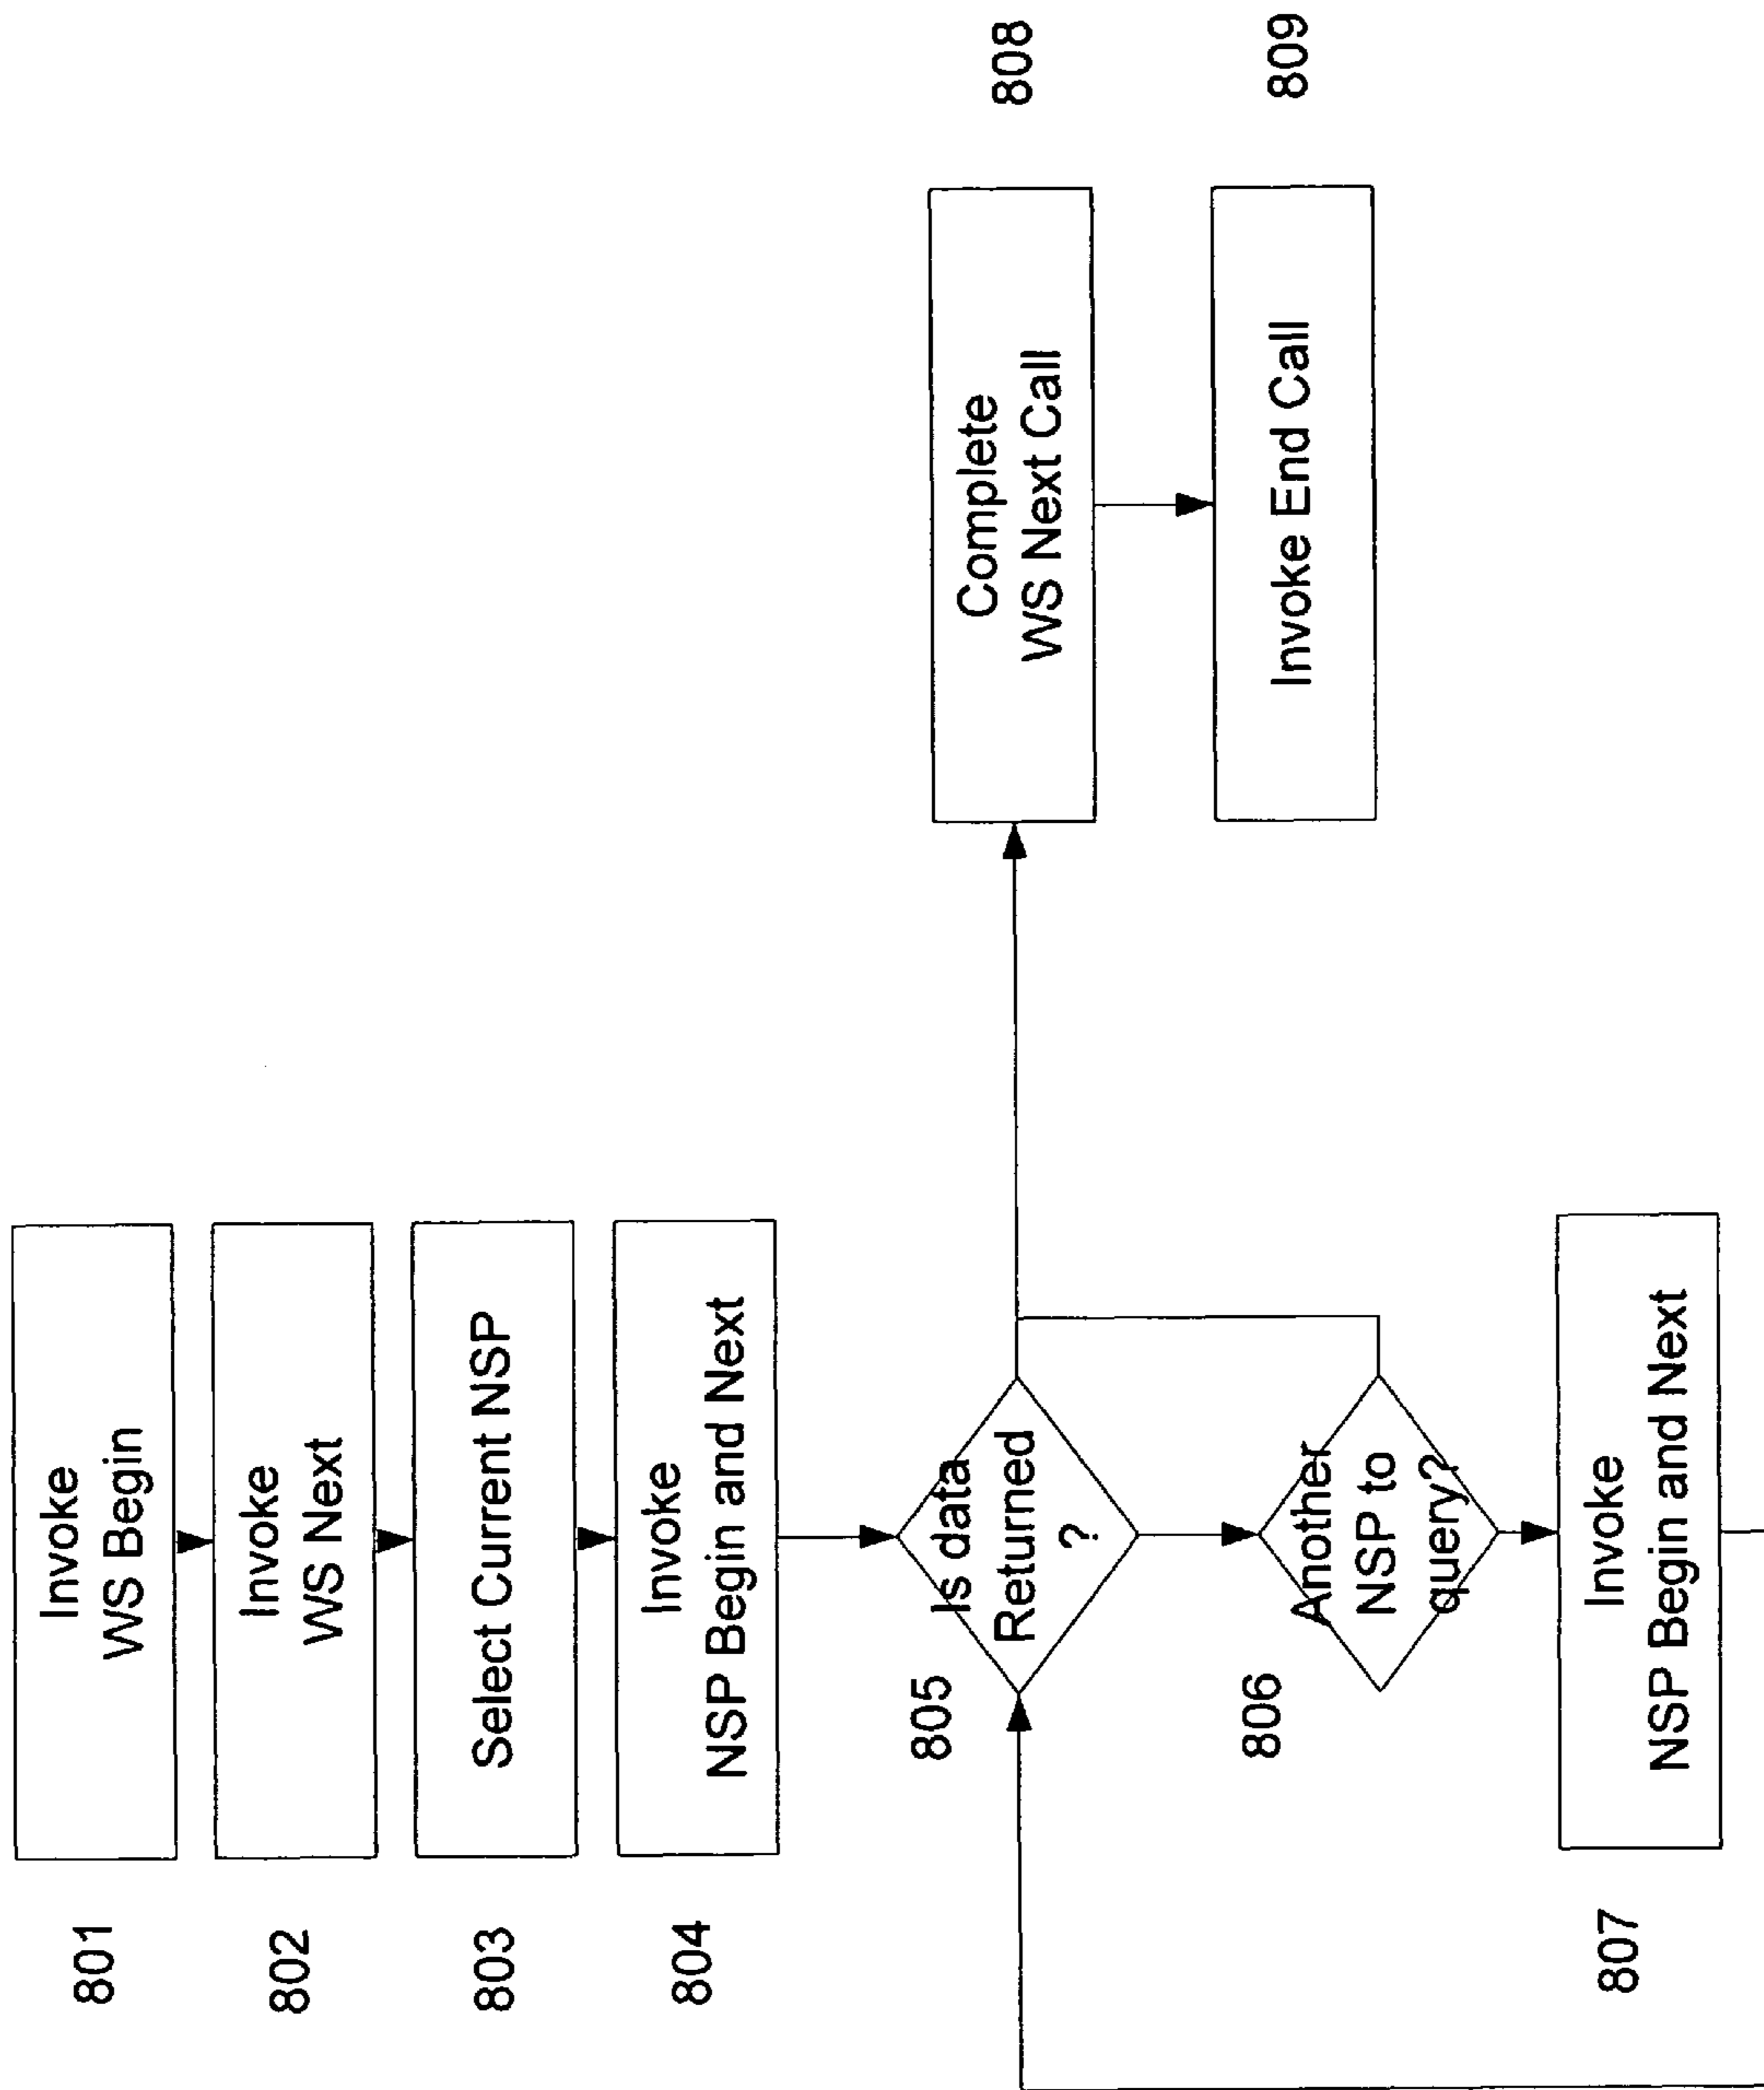 801
Invoke
WS Begin
802
Invoke
WS Next
803
Select Current NSP
804
Invoke
NSP Begin and Next
805
Is data
Returned
?
806
Another
NSP to
query?
807
Invoke
NSP Begin and Next
Complete
WS Next Call
808
Invoke End Call
809